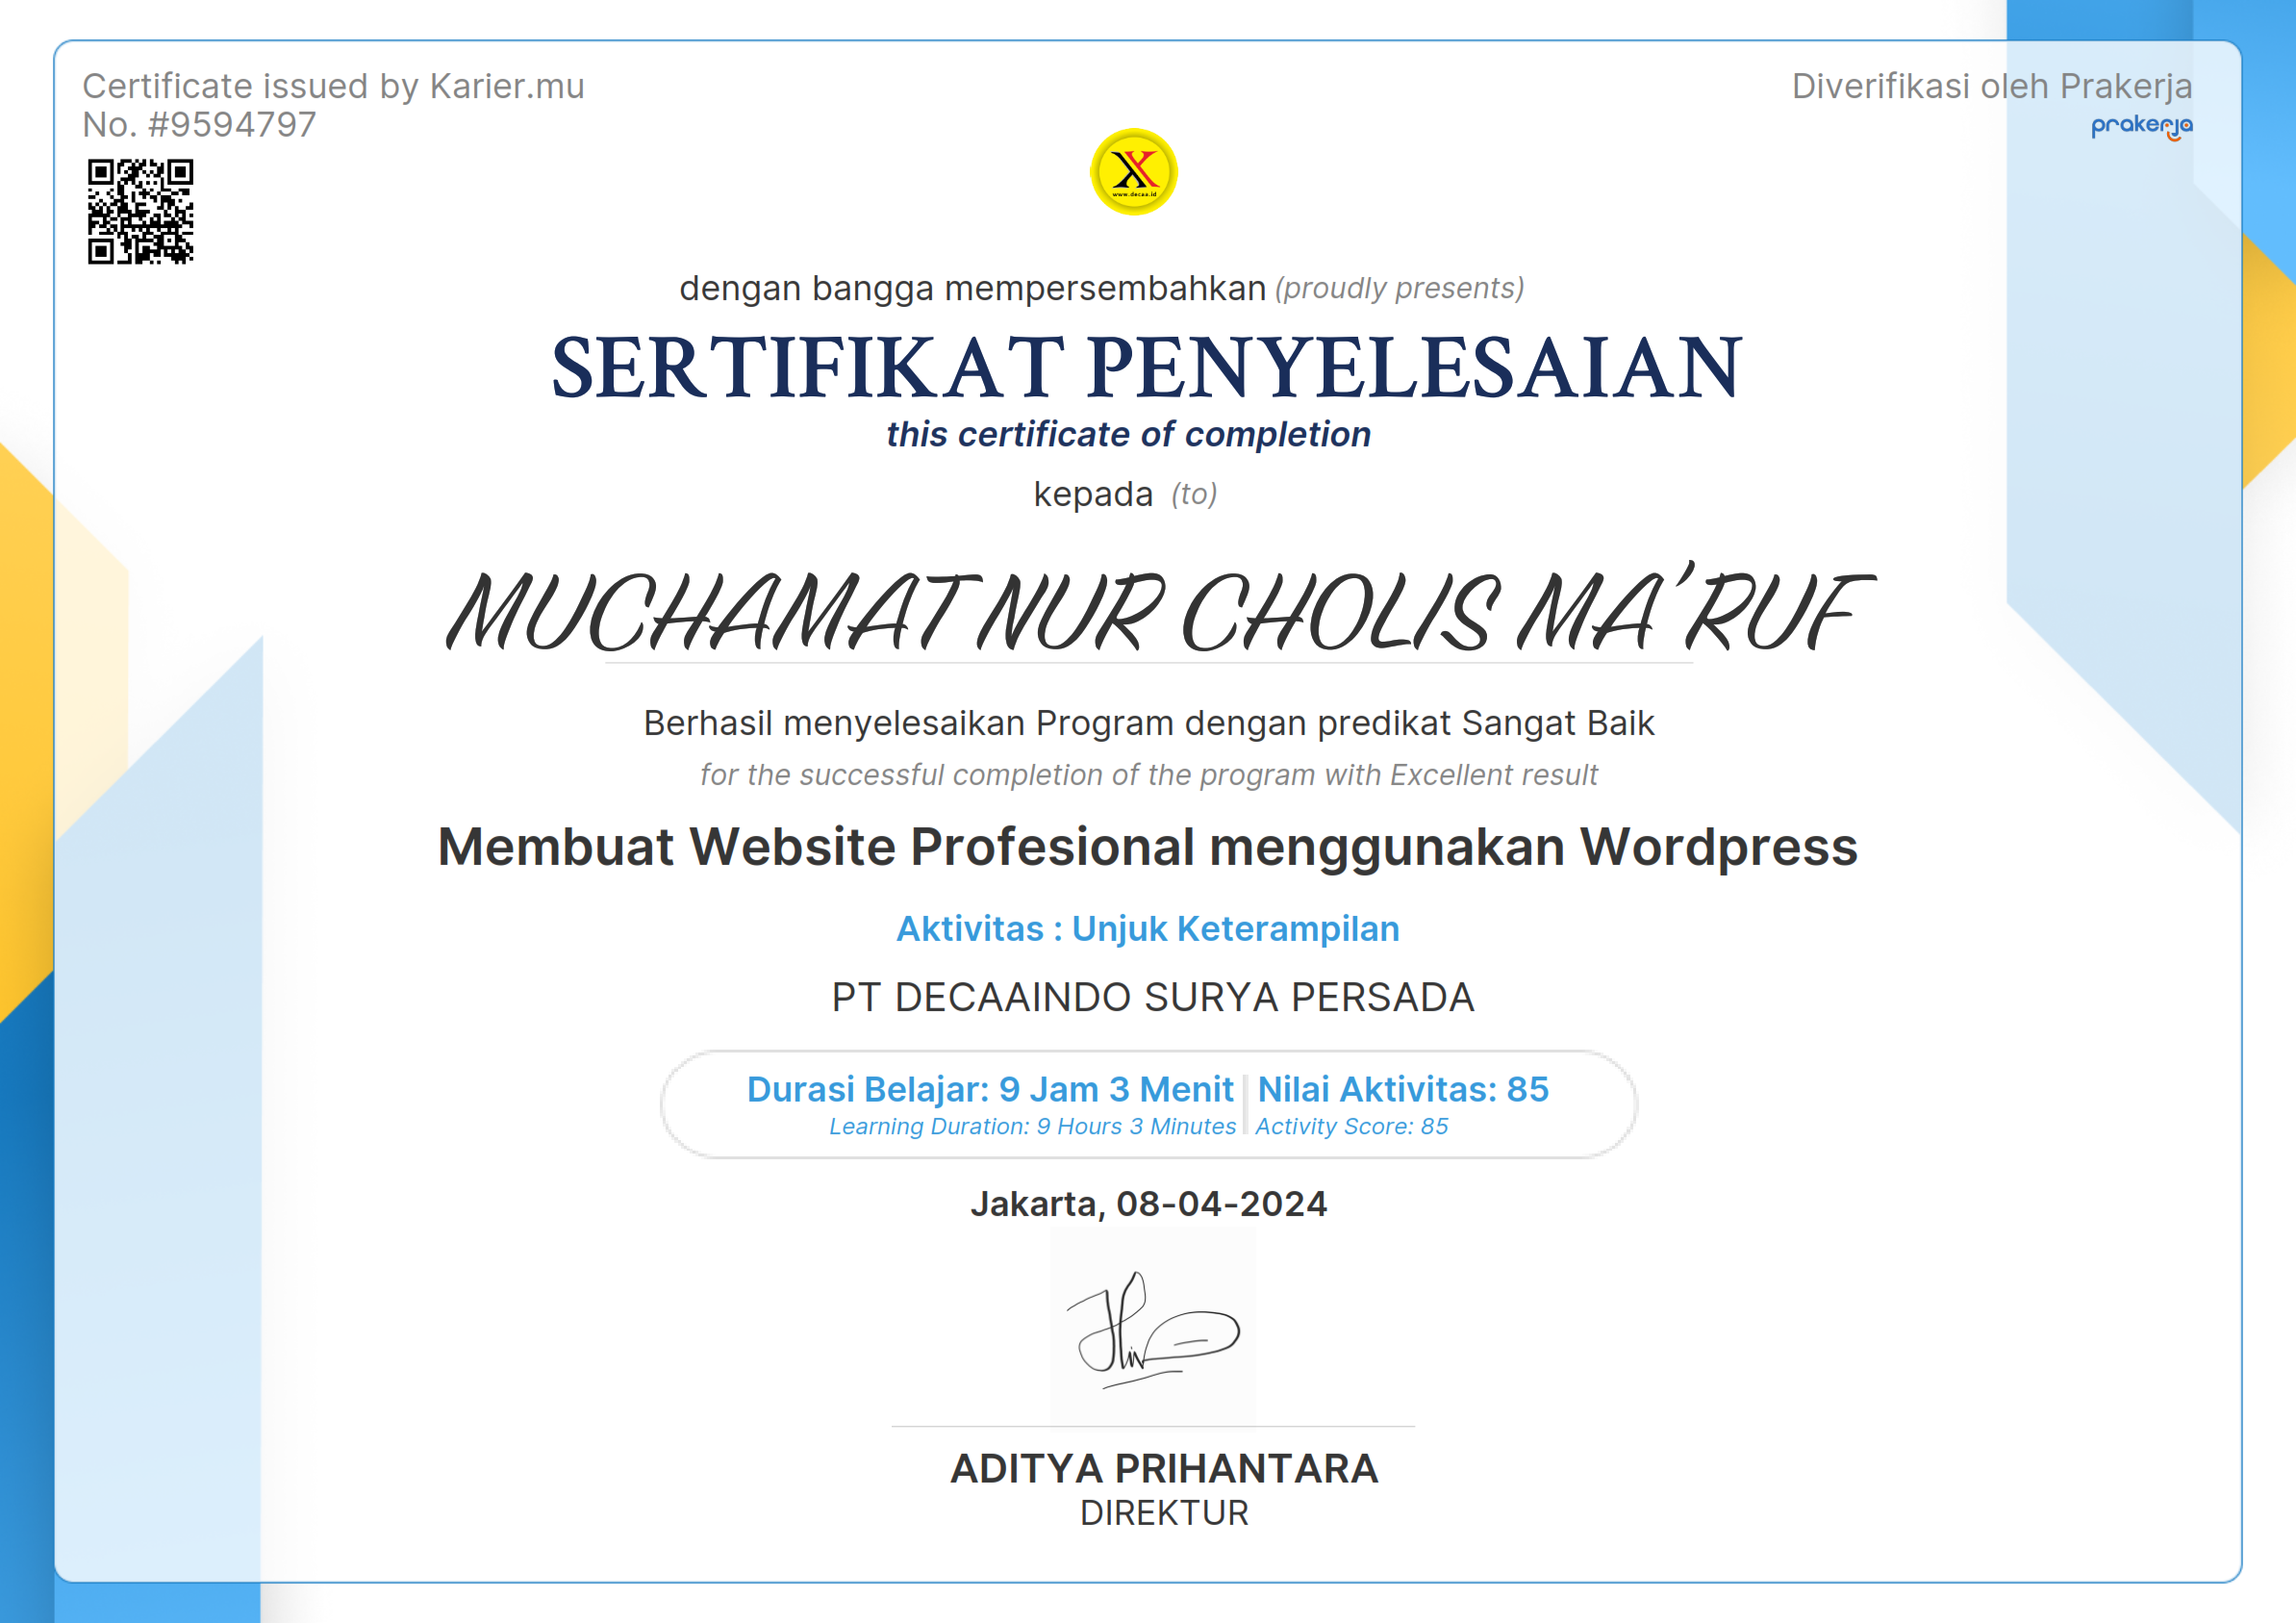 Certificate issued by Karier.mu
No. #9594797
Diverifikasi oleh Prakerja
prakerja
X
www.decaa.id
dengan bangga mempersembahkan (proudly presents)
SERTIFIKAT PENYELESAIAN
this certificate of completion
kepada (to)
MUCHAMAT NUR CHOLIS MA'RUF
Berhasil menyelesaikan Program dengan predikat Sangat Baik
for the successful completion of the program with Excellent result
Membuat Website Profesional menggunakan Wordpress
Aktivitas : Unjuk Keterampilan
PT DECAAINDO SURYA PERSADA
Durasi Belajar: 9 Jam 3 Menit | Nilai Aktivitas: 85
Learning Duration: 9 Hours 3 Minutes | Activity Score: 85
Jakarta, 08-04-2024
ADITYA PRIHANTARA
DIREKTUR